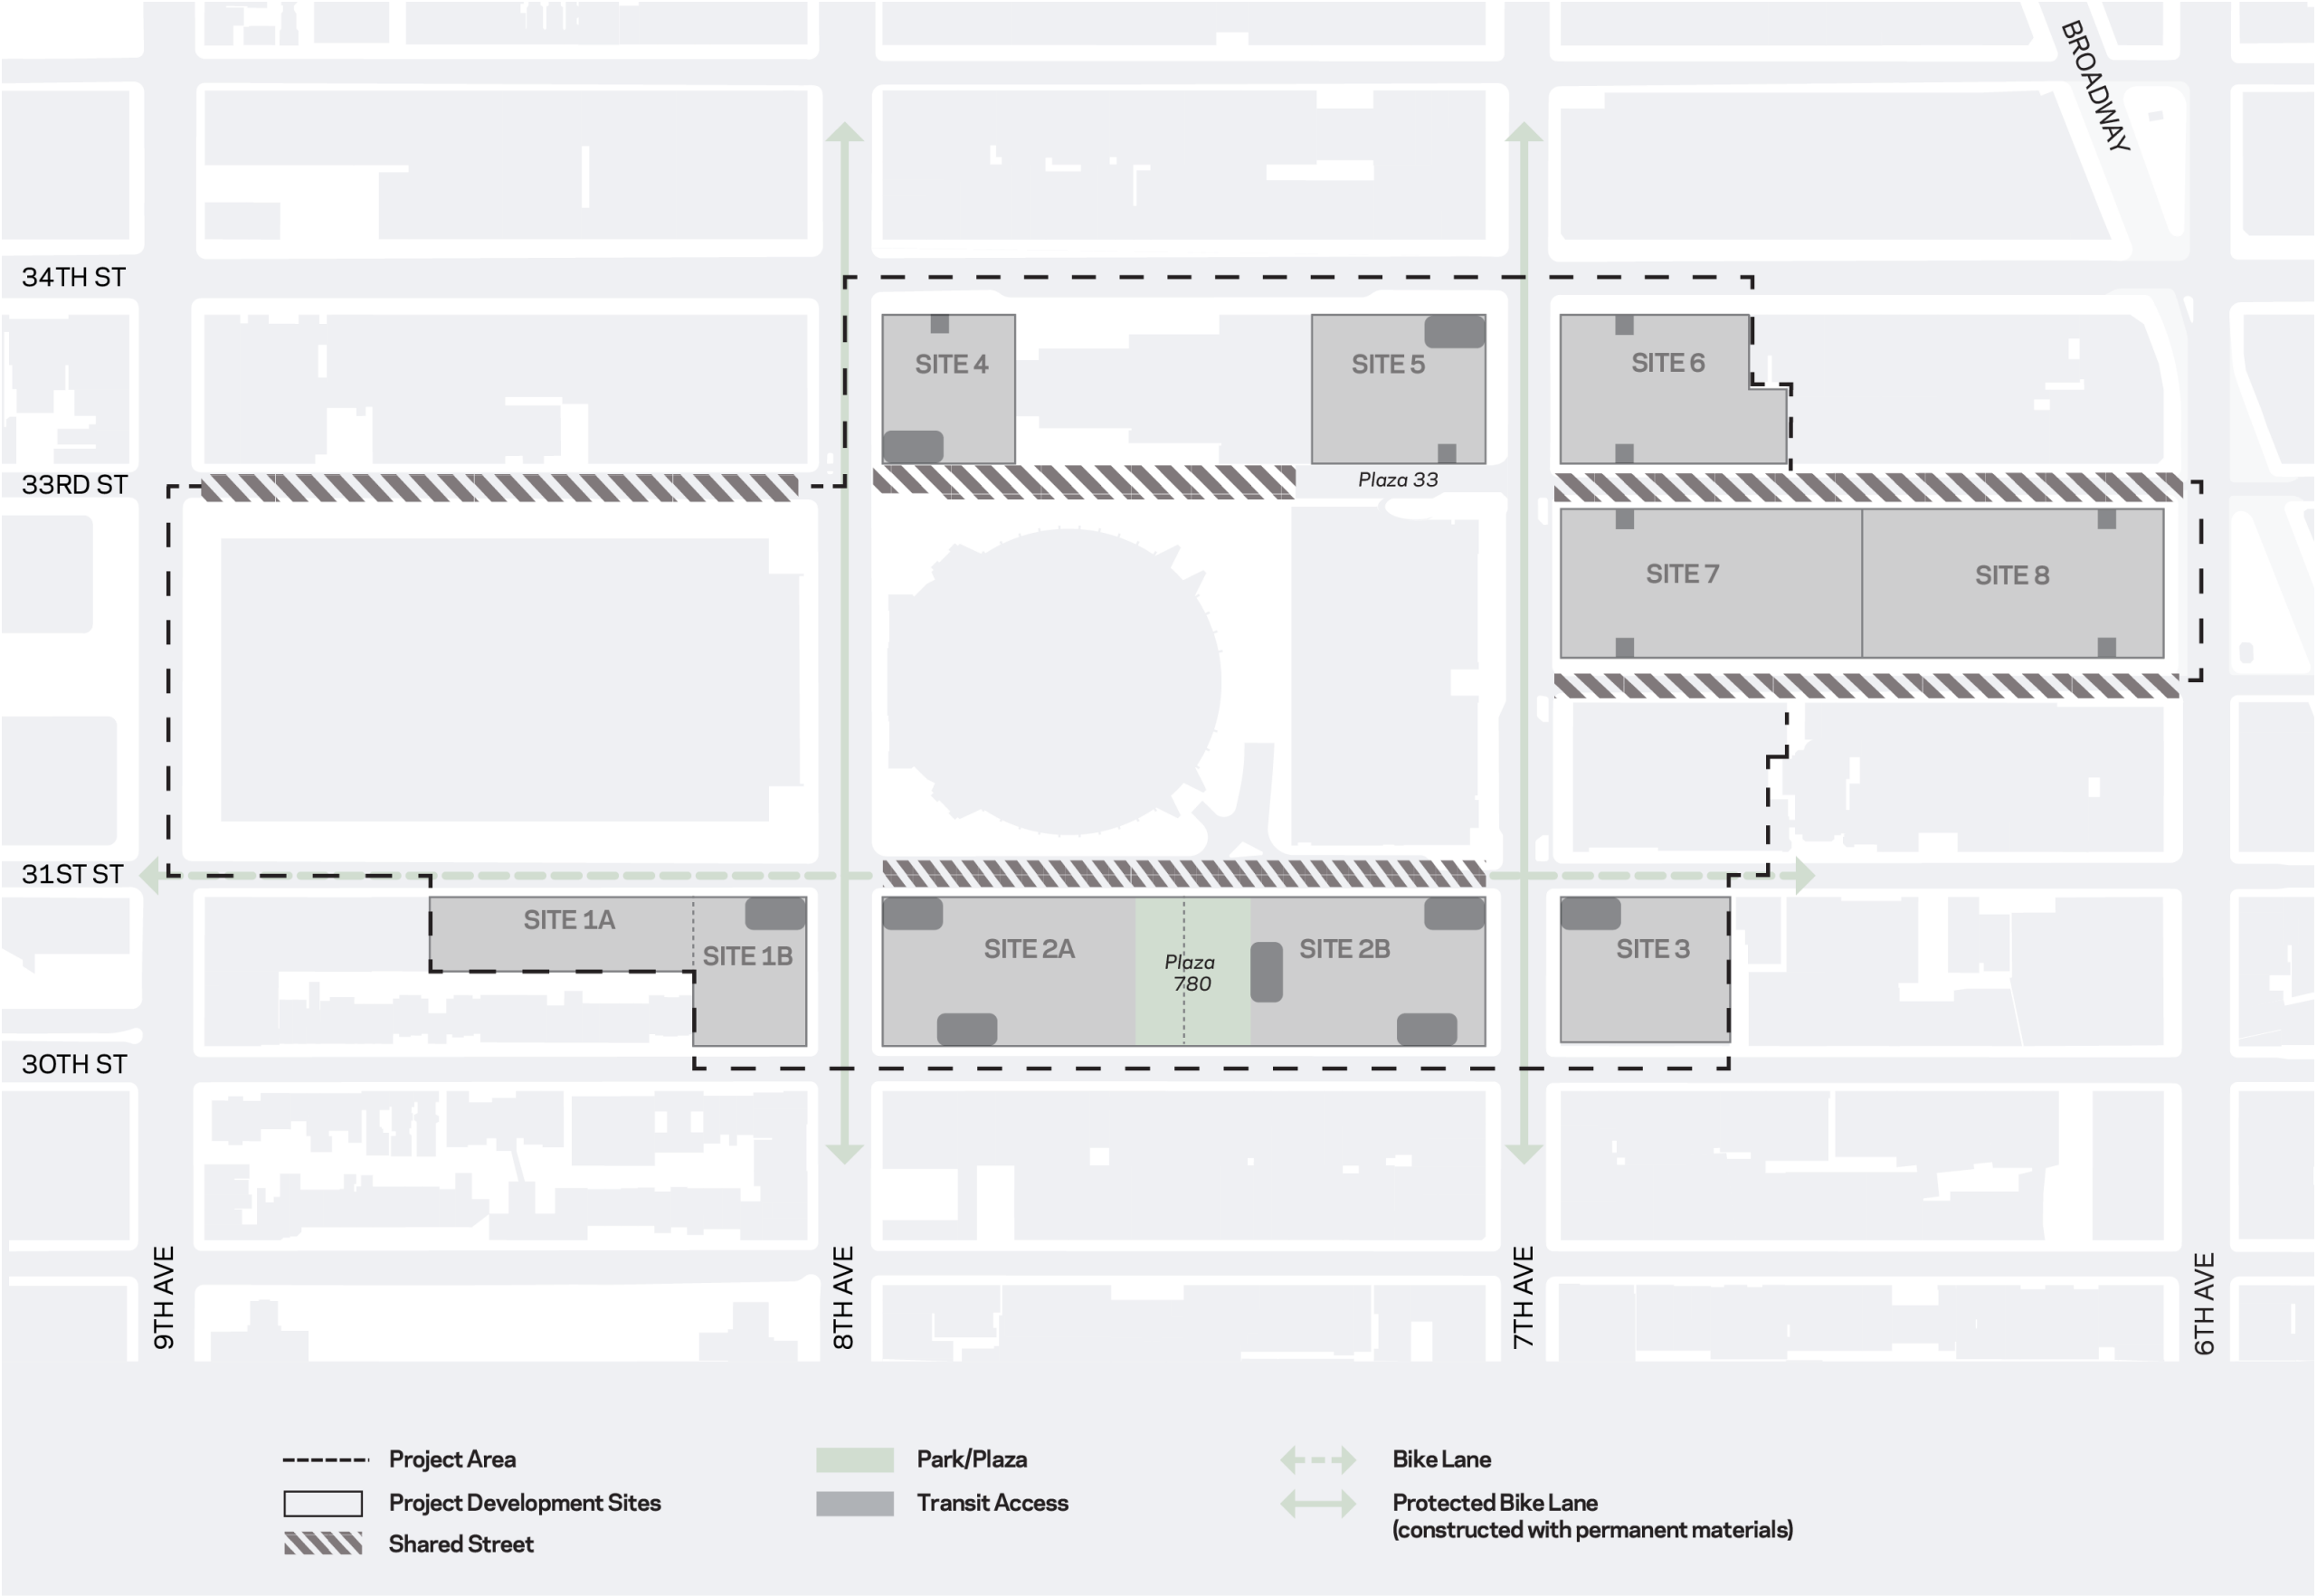 BROADWAY
34TH ST
SITE 4
SITE 5
SITE 6
33RD ST
Plaza 33
SITE 7
SITE 8
31ST ST
SITE 1A
SITE 1B
SITE 2A
Plaza
780
SITE 2B
SITE 3
30TH ST
9TH AVE
8TH AVE
7TH AVE
6TH AVE
Project Area
Project Development Sites
Shared Street
Park/Plaza
Transit Access
Bike Lane
Protected Bike Lane
(constructed with permanent materials)